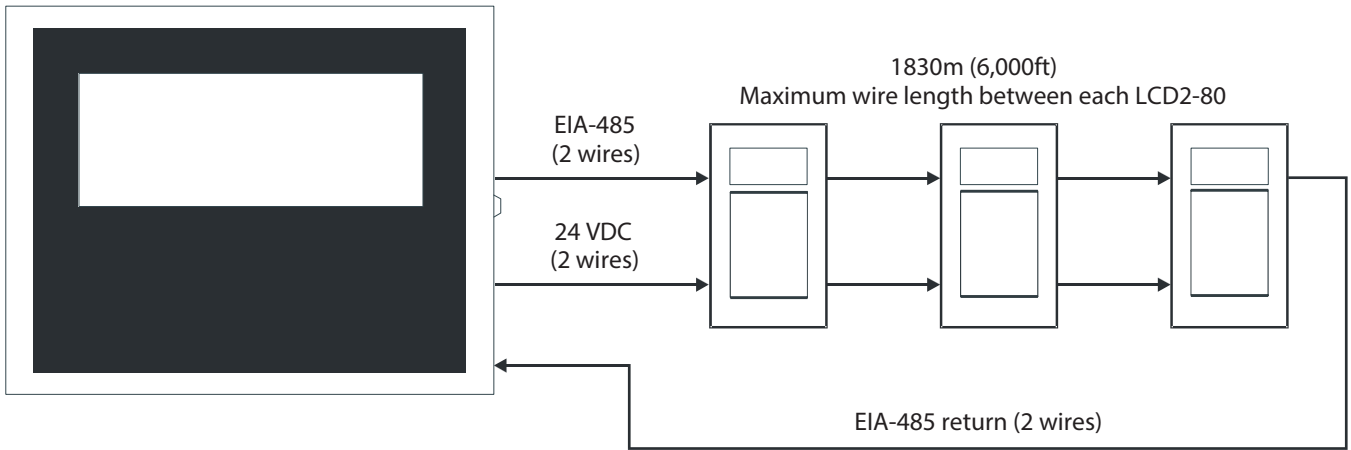 1830m (6,000ft)
Maximum wire length between each LCD2-80
EIA-485
(2 wires)
24 VDC
(2 wires)
EIA-485 return (2 wires)